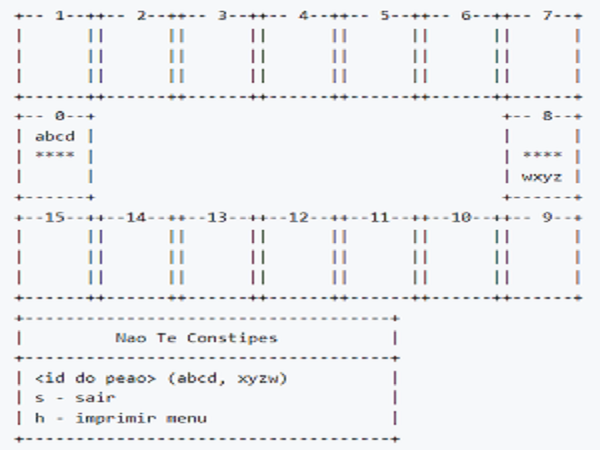 +-- 1--++-- 2--++-- 3--++-- 4--++-- 5--++-- 6--++-- 7--+
|      ||      ||      ||      ||      ||      ||      |
|      ||      ||      ||      ||      ||      ||      |
|      ||      ||      ||      ||      ||      ||      |
+------++------++------++------++------++------++------+
+-- 0--+                                        +-- 8--+
| abcd |                                        |      |
| **** |                                        | **** |
|      |                                        | wxyz |
+------+                                        +------+
+--15--++--14--++--13--++--12--++--11--++--10--++-- 9--+
|      ||      ||      ||      ||      ||      ||      |
|      ||      ||      ||      ||      ||      ||      |
|      ||      ||      ||      ||      ||      ||      |
+------++------++------++------++------++------++------+
+------------------------------------+
|         Nao Te Constipes           |
+------------------------------------+
| <id do peao> (abcd, xyzw)          |
| s - sair                           |
| h - imprimir menu                  |
+------------------------------------+